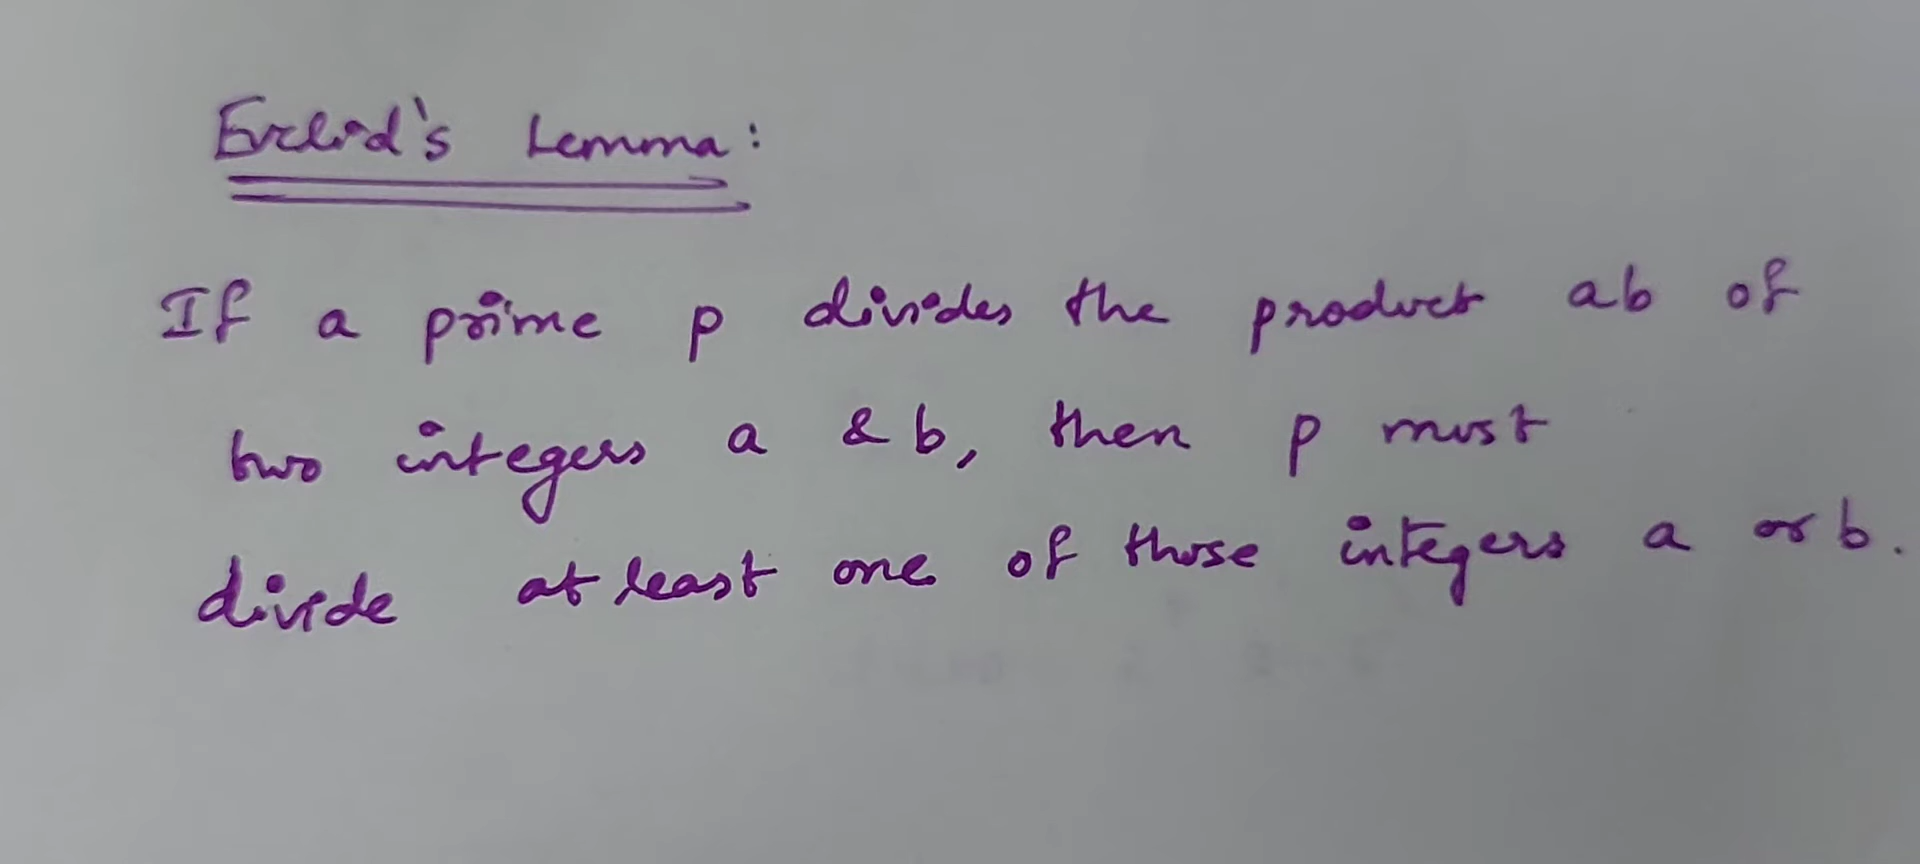 Euclid's Lemma:
If a prime p divides the product ab of
two integers a & b, then p must
divide at least one of those integers a or b.